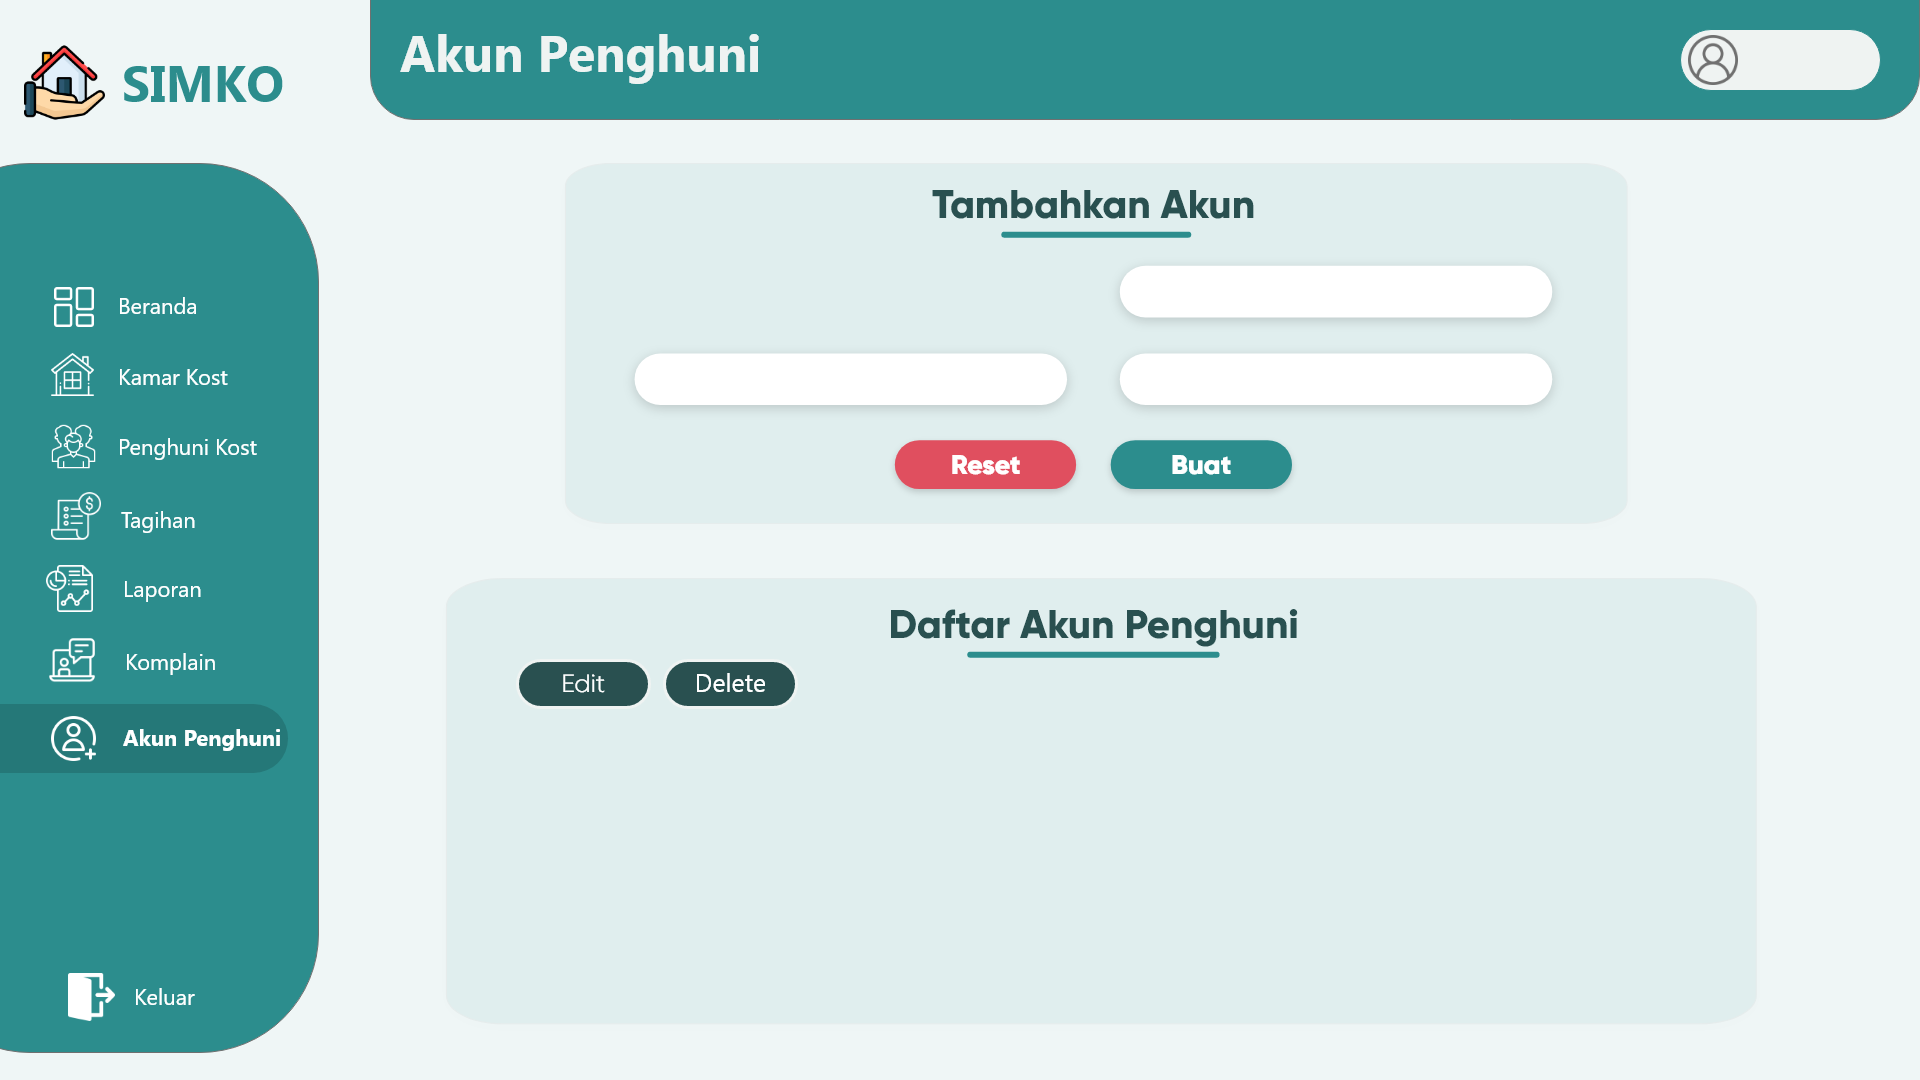 SIMKO
Akun Penghuni
Beranda
Kamar Kost
Penghuni Kost
Tagihan
Laporan
Komplain
Akun Penghuni
Keluar
Tambahkan Akun
Reset
Buat
Daftar Akun Penghuni
Edit
Delete